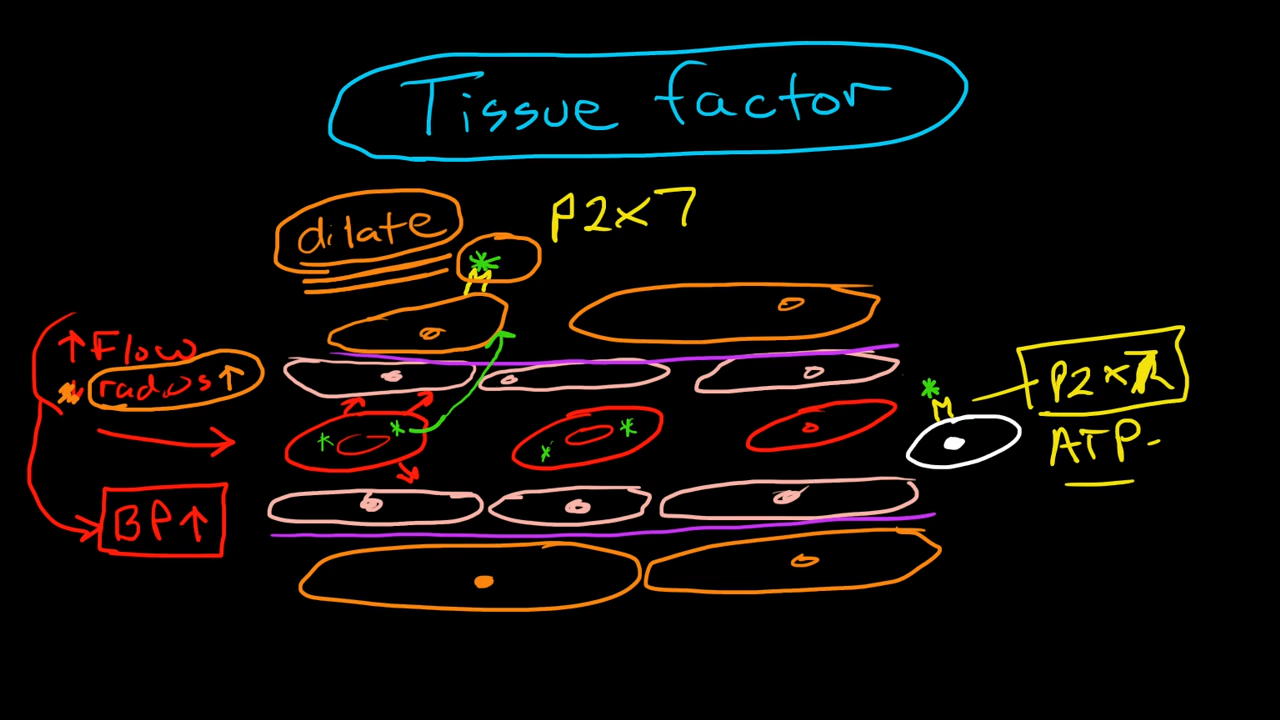 Tissue factor
dilate
P2X7
↑ Flow
radius ↑
BP↑
P2X7
ATP-